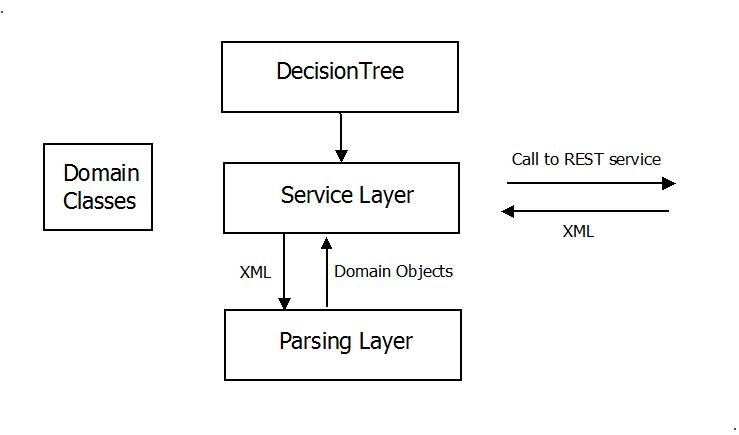 DecisionTree
Domain
Classes
Service Layer
Call to REST service
XML
XML
Domain Objects
Parsing Layer